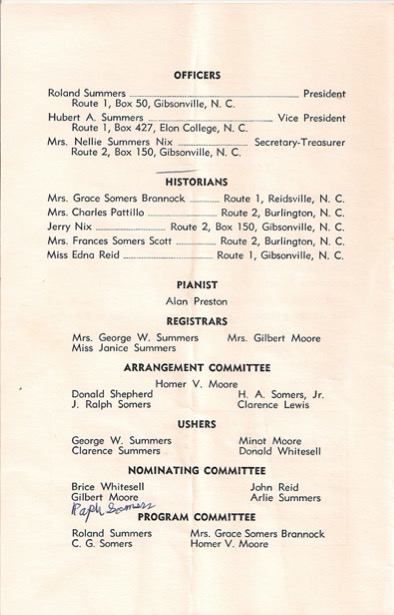 OFFICERS
Roland Summers President
Route 1, Box 50, Gibsonville, N. C.
Hubert A. Summers Vice President
Route 1, Box 427, Elon College, N. C.
Mrs. Nellie Summers Nix Secretary-Treasurer
Route 2, Box 150, Gibsonville, N. C.
HISTORIANS
Mrs. Grace Somers Brannock Route 1, Reidsville, N. C.
Mrs. Charles Pattillo Route 2, Burlington, N. C.
Jerry Nix Route 2, Box 150, Gibsonville, N. C.
Mrs. Frances Somers Scott Route 2, Burlington, N. C.
Miss Edna Reid Route 1, Gibsonville, N. C.
PIANIST
Alan Preston
REGISTRARS
Mrs. George W. Summers Mrs. Gilbert Moore
Miss Janice Summers
ARRANGEMENT COMMITTEE
Homer V. Moore
Donald Shepherd H. A. Somers, Jr.
J. Ralph Somers Clarence Lewis
USHERS
George W. Summers Minot Moore
Clarence Summers Donald Whitesell
NOMINATING COMMITTEE
Brice Whitesell John Reid
Gilbert Moore Arlie Summers
Raph Somers
PROGRAM COMMITTEE
Roland Summers Mrs. Grace Somers Brannock
C. G. Somers Homer V. Moore